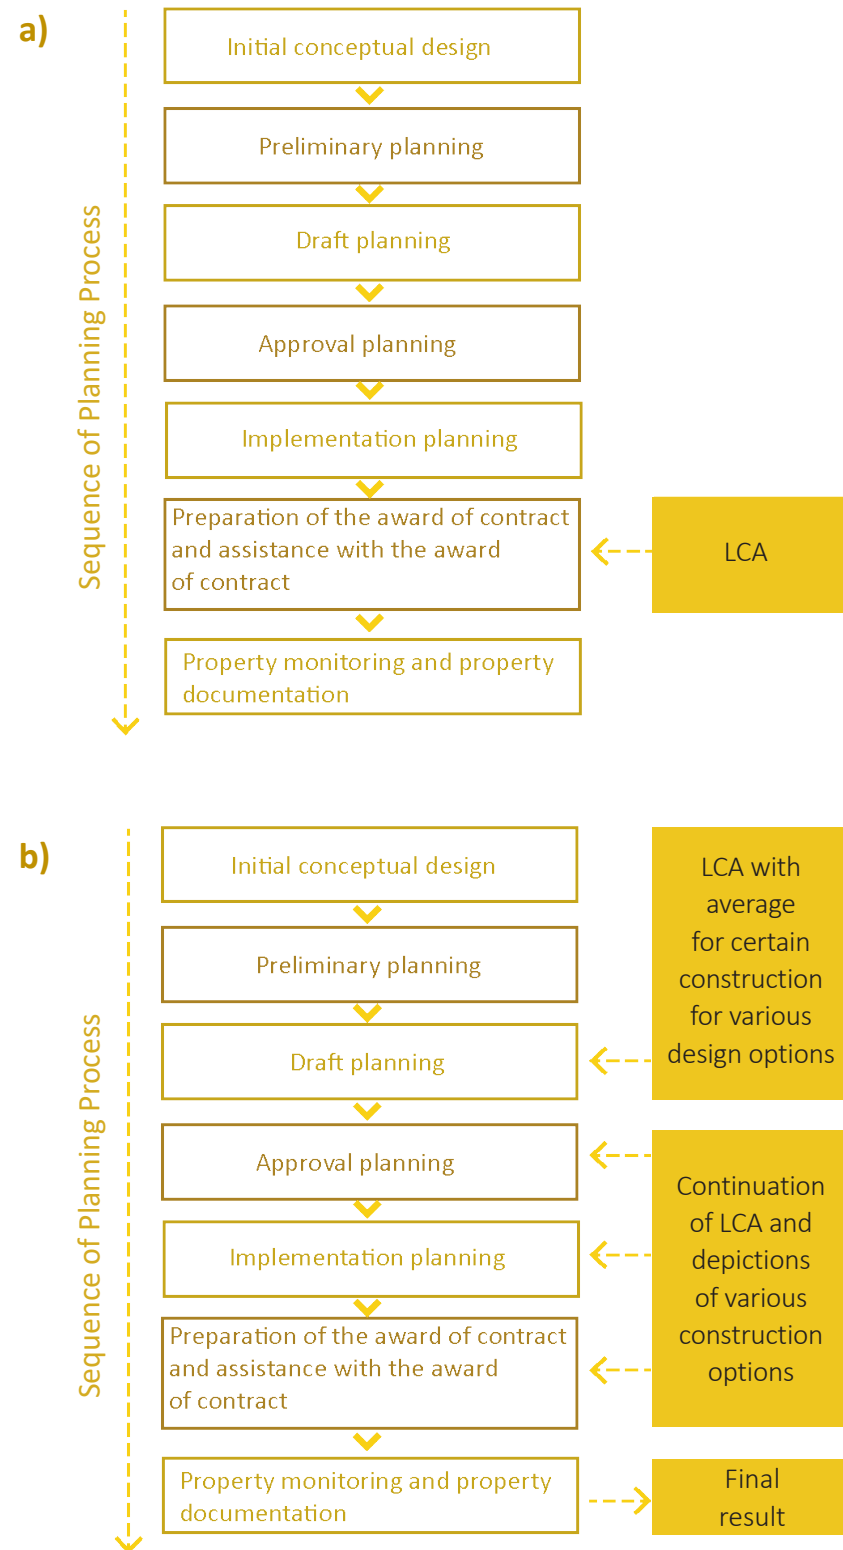 a)
Sequence of Planning Process
Initial conceptual design
Preliminary planning
Draft planning
Approval planning
Implementation planning
Preparation of the award of contract
and assistance with the award
of contract
LCA
Property monitoring and property
documentation
b)
Sequence of Planning Process
Initial conceptual design
Preliminary planning
Draft planning
LCA with
average
for certain
construction
for various
design options
Approval planning
Implementation planning
Preparation of the award of contract
and assistance with the award
of contract
Continuation
of LCA and
depictions
of various
construction
options
Property monitoring and property
documentation
Final
result